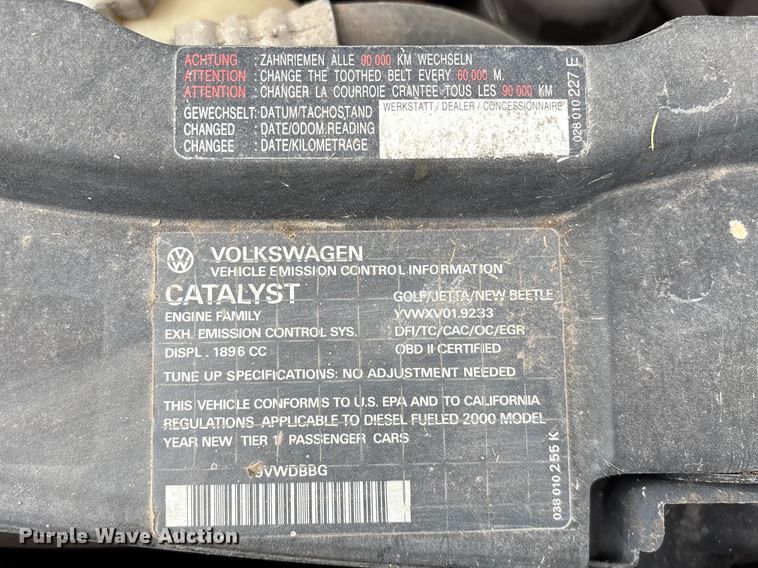 ACHTUNG : ZAHNRIEMEN ALLE 90 000 KM WECHSELN
ATTENTION : CHANGE THE TOOTHED BELT EVERY 60 000 M.
ATTENTION : CHANGER LA COURROIE CRANTEE TOUS LES 90 000 KM
GEWECHSELT: DATUM/TACHOSTAND
CHANGED : DATE/ODOM.READING
CHANGEE : DATE/KILOMETRAGE
WERKSTATT / DEALER / CONCESSIONNAIRE
028 010 227 F
VW VOLKSWAGEN
VEHICLE EMISSION CONTROL INFORMATION
CATALYST GOLF/JETTA/NEW BEETLE
ENGINE FAMILY YVWXV01.9233
EXH. EMISSION CONTROL SYS. DFI/TC/CAC/OC/EGR
DISPL. 1896 CC OBD II CERTIFIED
TUNE UP SPECIFICATIONS: NO ADJUSTMENT NEEDED
THIS VEHICLE CONFORMS TO U.S. EPA AND TO CALIFORNIA
REGULATIONS APPLICABLE TO DIESEL FUELED 2000 MODEL
YEAR NEW TIER 1 PASSENGER CARS
9VWDBBG
038 010 255 K
Purple Wave Auction